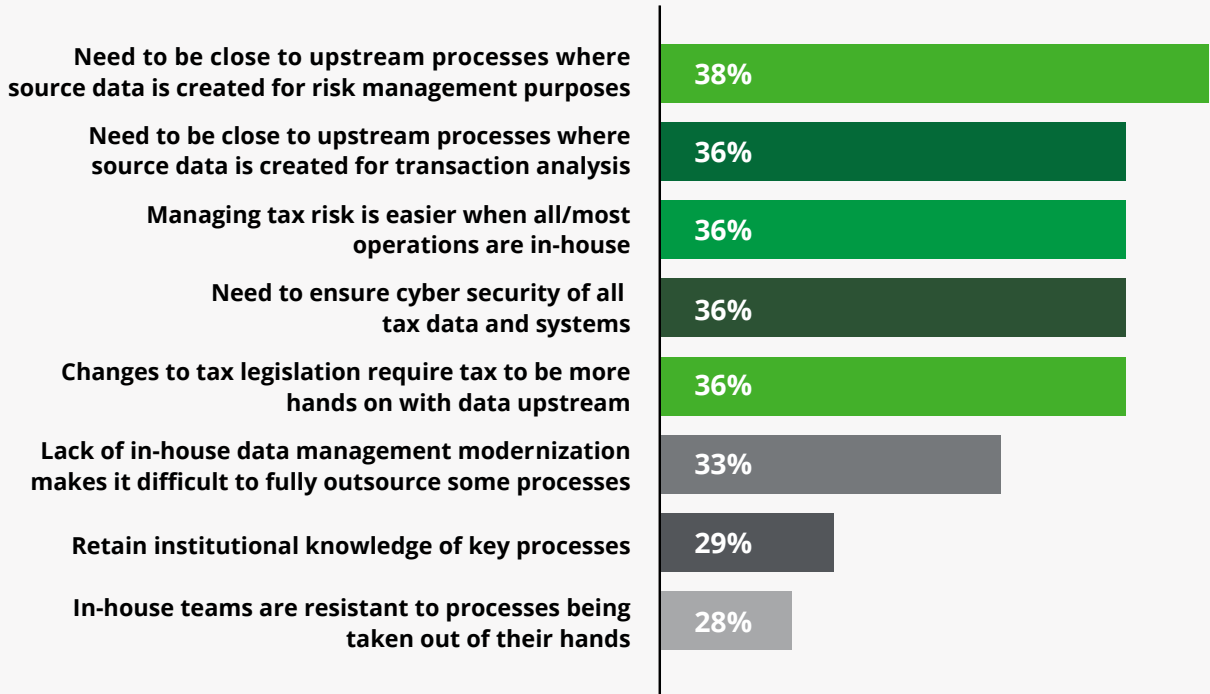 Need to be close to upstream processes where
source data is created for risk management purposes
38%
Need to be close to upstream processes where
source data is created for transaction analysis
36%
Managing tax risk is easier when all/most
operations are in-house
36%
Need to ensure cyber security of all
tax data and systems
36%
Changes to tax legislation require tax to be more
hands on with data upstream
36%
Lack of in-house data management modernization
makes it difficult to fully outsource some processes
33%
Retain institutional knowledge of key processes
29%
In-house teams are resistant to processes being
taken out of their hands
28%